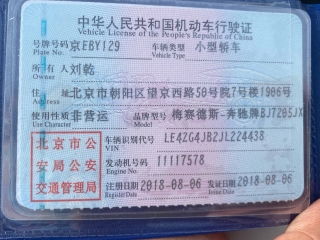 中华人民共和国机动车行驶证
Vehicle License of the People's Republic of China
号牌号码 京FBY129 车辆类型 小型轿车
Plate No. Vehicle Type
所有人 刘乾
Owner
住址 北京市朝阳区望京西路50号院7号楼1906号
Address
使用性质 非营运 品牌型号 梅赛德斯-奔驰牌BJ7205JX
Use Character Model
北京市公安局公安交通管理局
车辆识别代号 LE4ZG4JB2JL224438
VIN
发动机号码 11117578
Engine No.
注册日期 2018-08-06 发证日期 2018-08-06
Register Date Issue Date